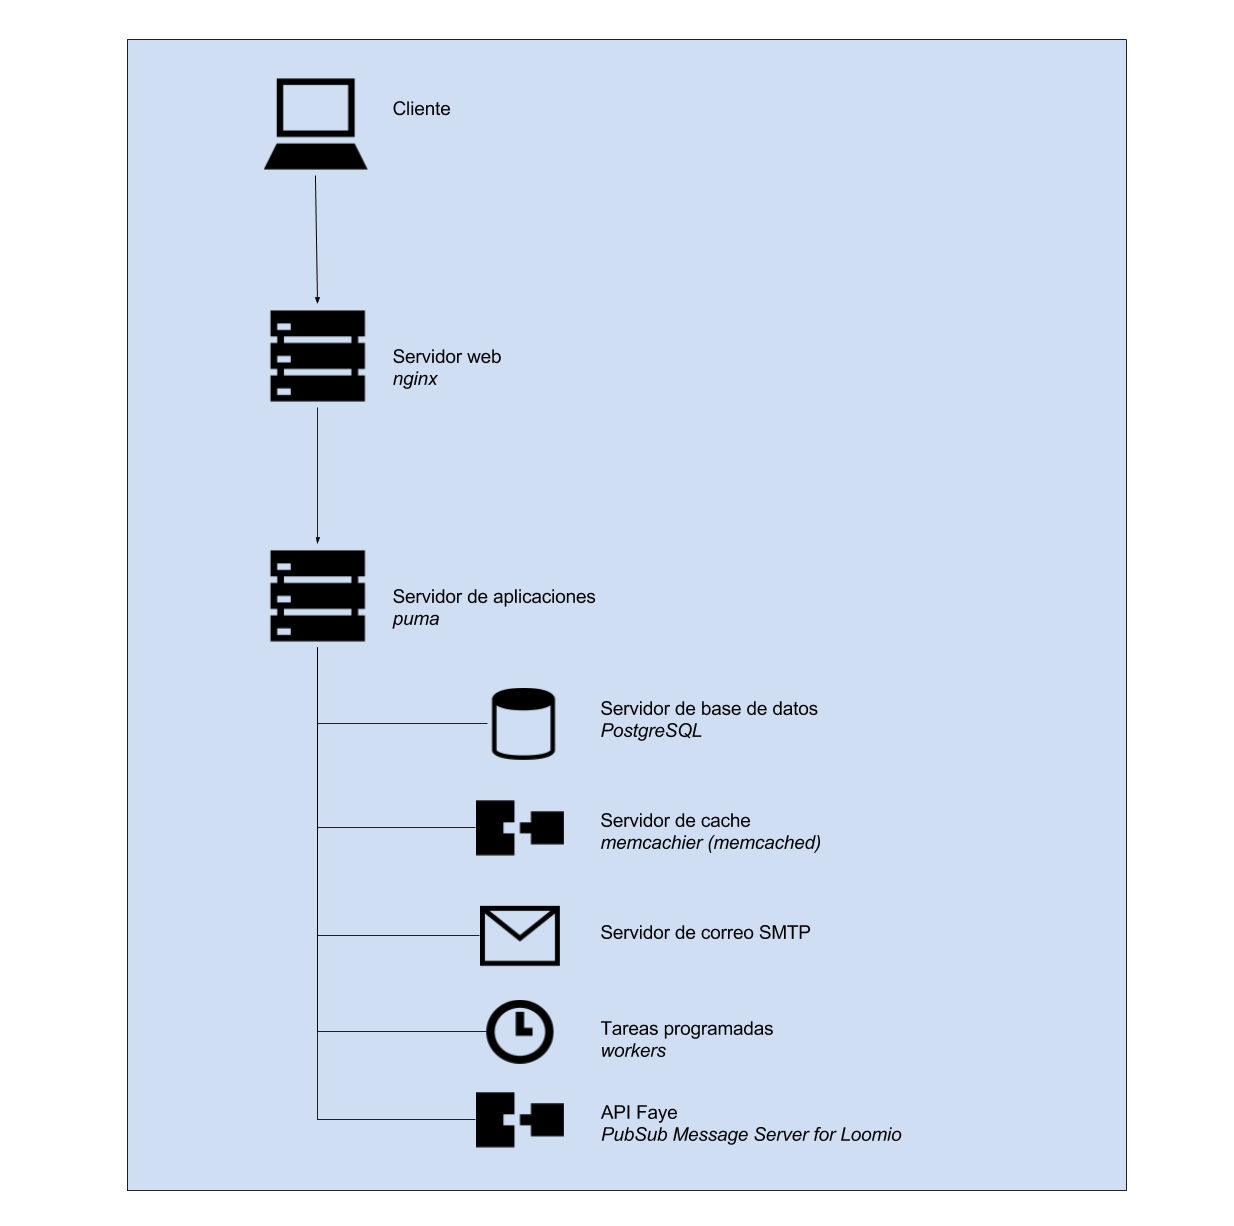 Cliente
Servidor web
nginx
Servidor de aplicaciones
puma
Servidor de base de datos
PostgreSQL
Servidor de cache
memcachier (memcached)
Servidor de correo SMTP
Tareas programadas
workers
API Faye
PubSub Message Server for Loomio